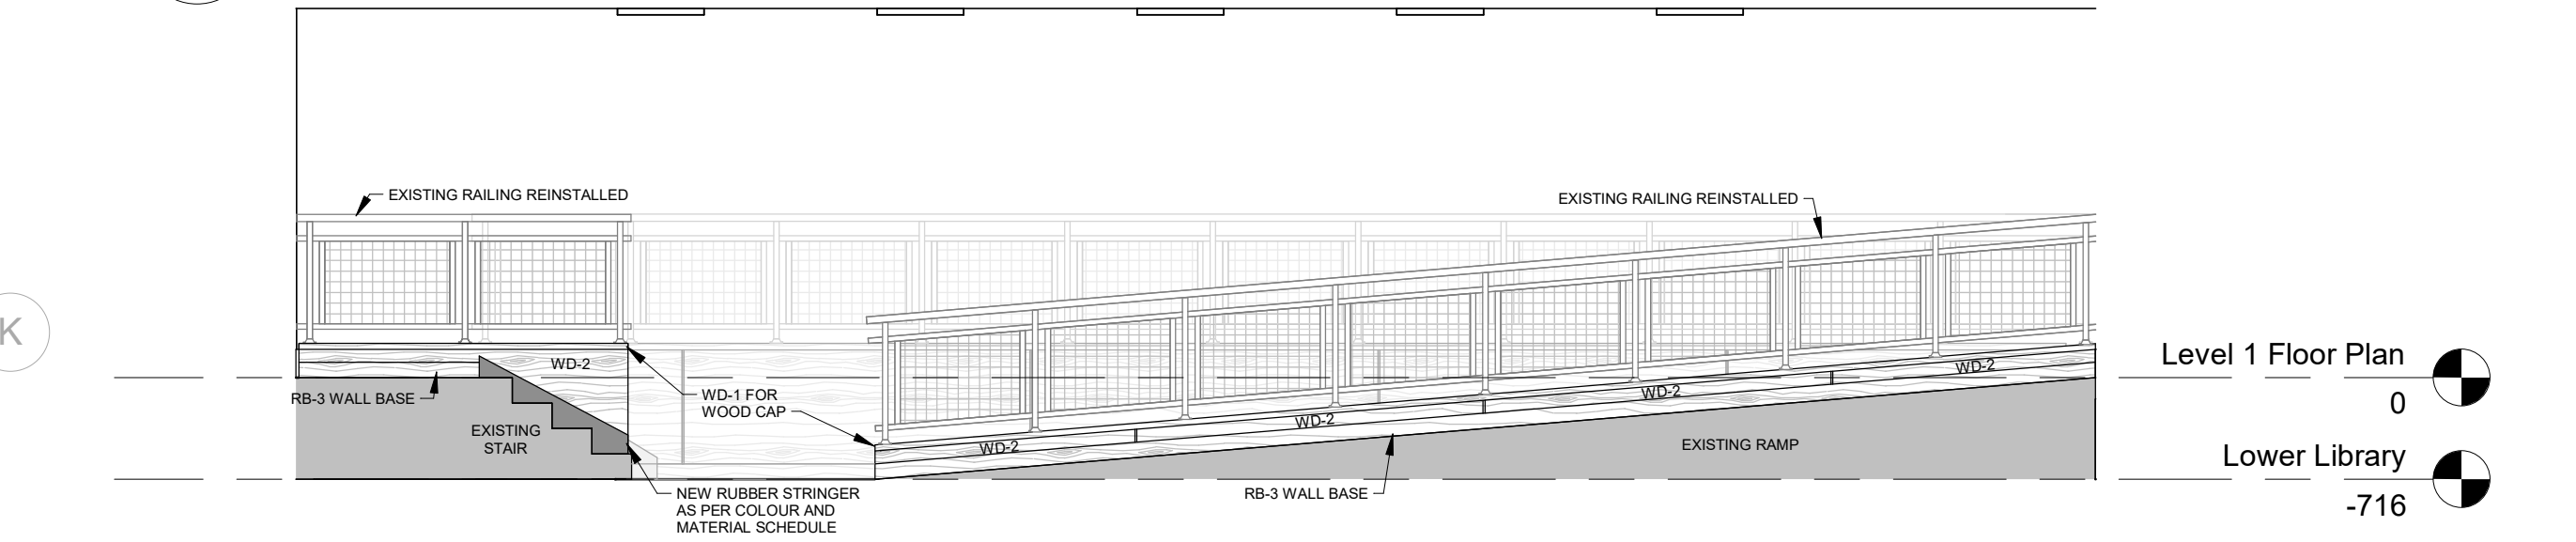 EXISTING RAILING REINSTALLED
EXISTING RAILING REINSTALLED
K
WD-2
RB-3 WALL BASE
WD-1 FOR
WOOD CAP
EXISTING
STAIR
NEW RUBBER STRINGER
AS PER COLOUR AND
MATERIAL SCHEDULE
WD-2
WD-2
WD-2
WD-2
EXISTING RAMP
RB-3 WALL BASE
Level 1 Floor Plan
0
Lower Library
-716